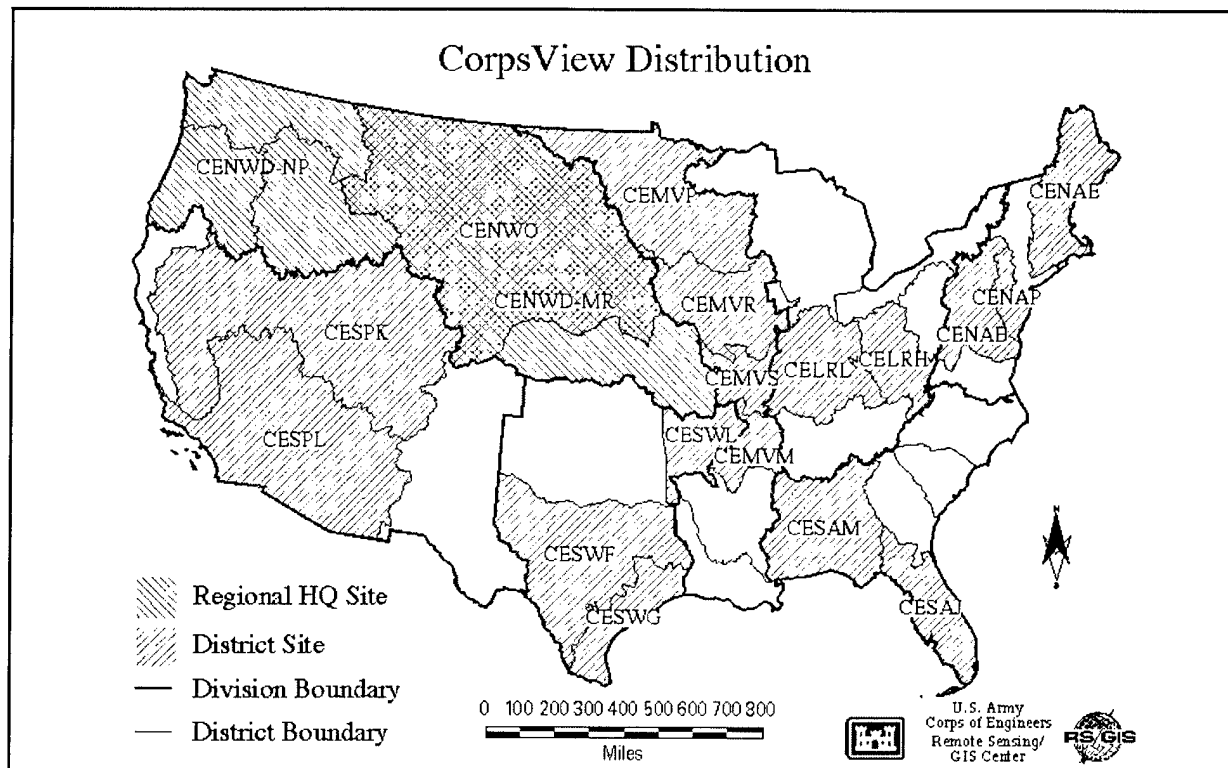 CorpsView Distribution
CENWD-NP
CENWO
CENWD-MR
CEMVP
CENAE
CEMVR
CENAP
CENAB
CESPK
CEMVS
CELRL
CELRH
CESPL
CESWL
CEMVM
CESAM
CESWF
CESWG
CESAJ
N
Regional HQ Site
District Site
Division Boundary
District Boundary
0 100 200 300 400 500 600 700 800
Miles
U.S. Army
Corps of Engineers
Remote Sensing/
GIS Center
RS/GIS